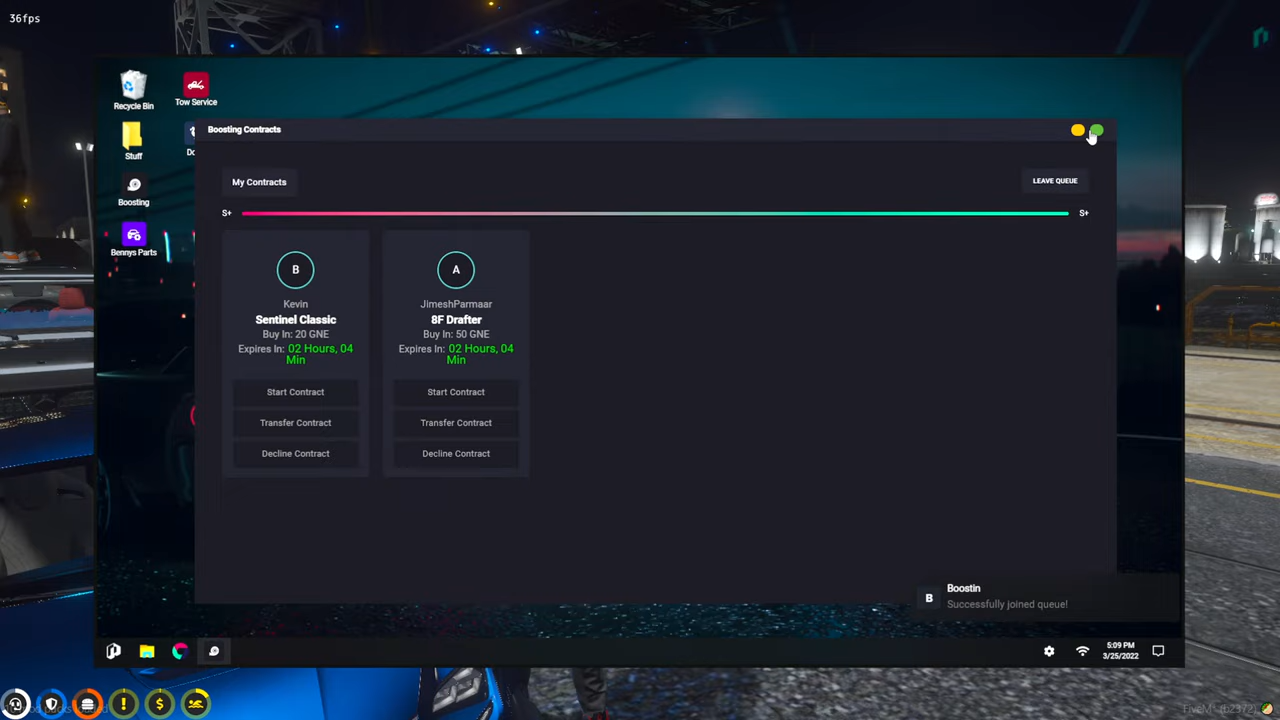 36fps
Recycle Bin
Tow Service
Stuff
Do
Boosting
Bennys Parts
Boosting Contracts
My Contracts
LEAVE QUEUE
S+
S+
B
Kevin
Sentinel Classic
Buy In: 20 GNE
Expires In: 02 Hours, 04
Min
Start Contract
Transfer Contract
Decline Contract
A
JimeshParmaar
8F Drafter
Buy In: 50 GNE
Expires In: 02 Hours, 04
Min
Start Contract
Transfer Contract
Decline Contract
B
Boostin
Successfully joined queue!
5:09 PM
3/25/2022
FiveM* (b2372)